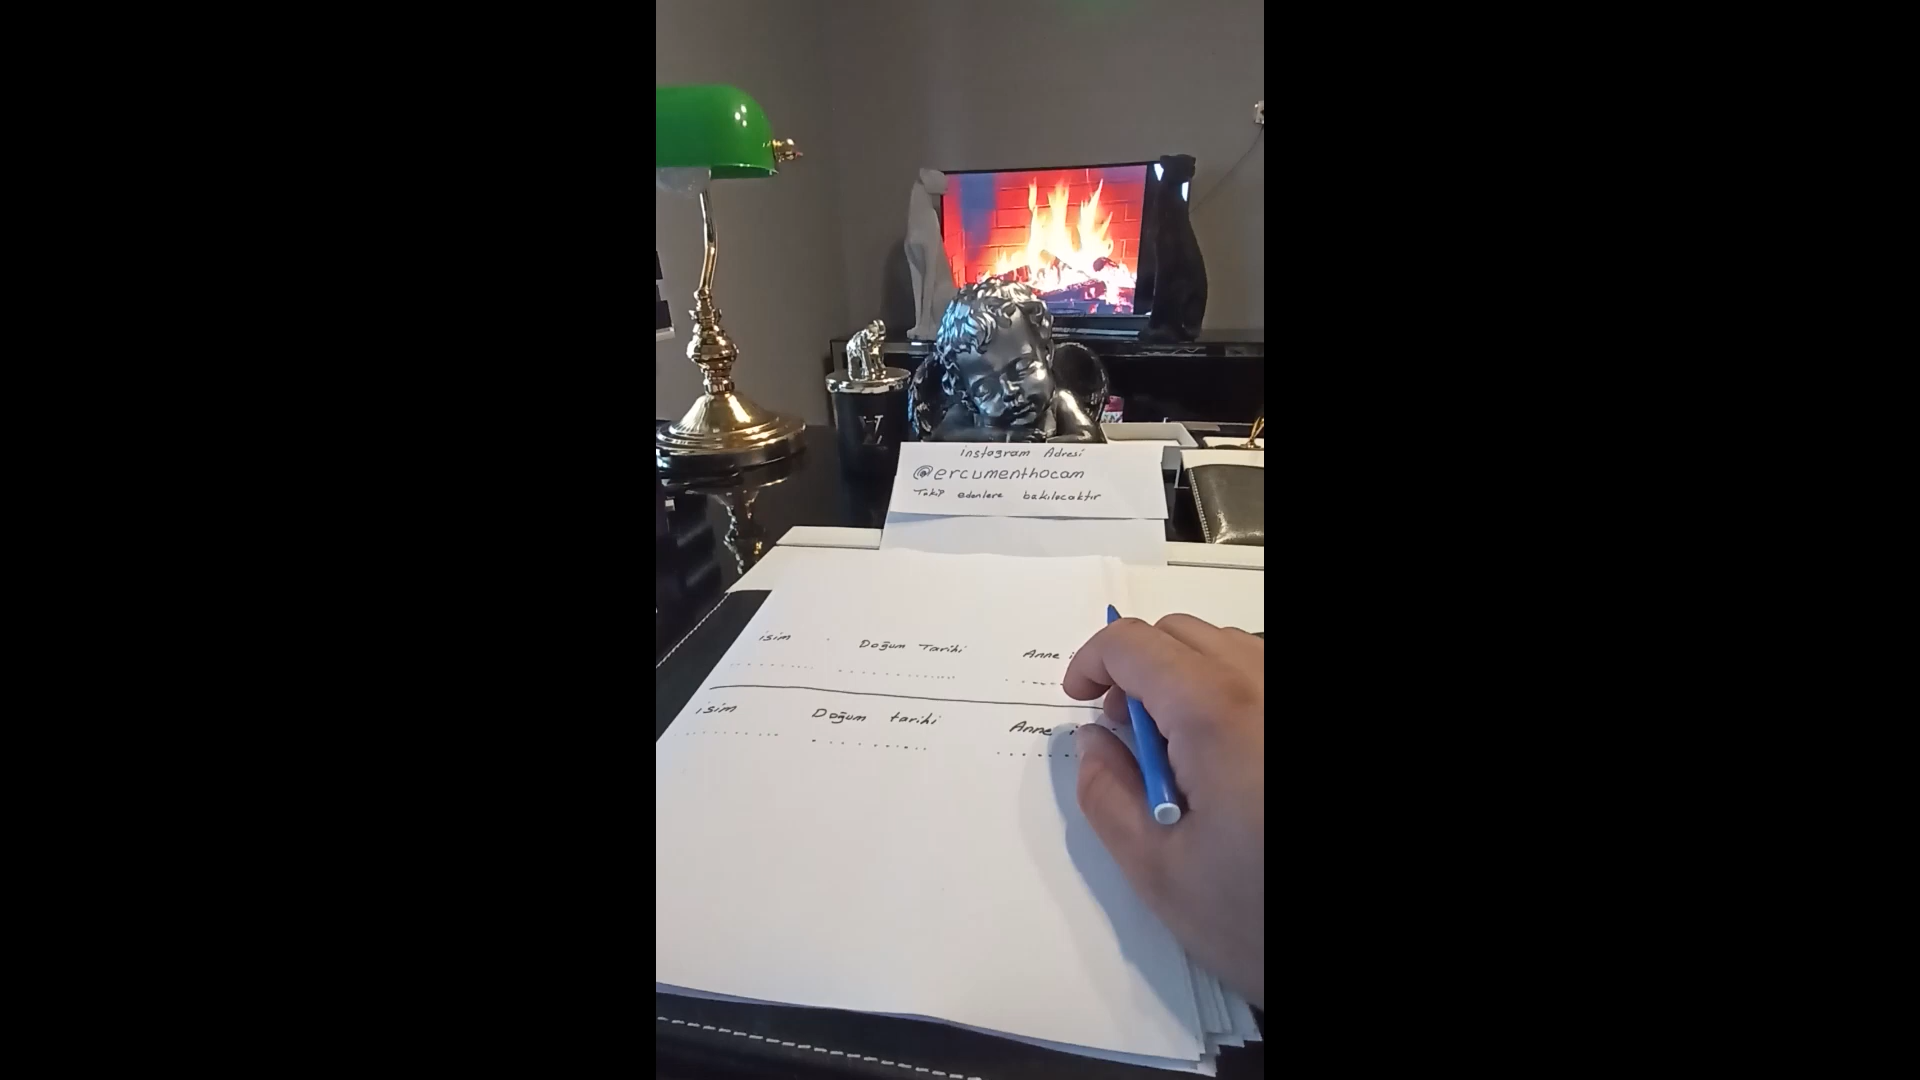 instagram Adresi
@ercumenthocam
Takip edenlere bakılacaktır
isim Doğum Tarihi Anne
isim Doğum tarihi Anne